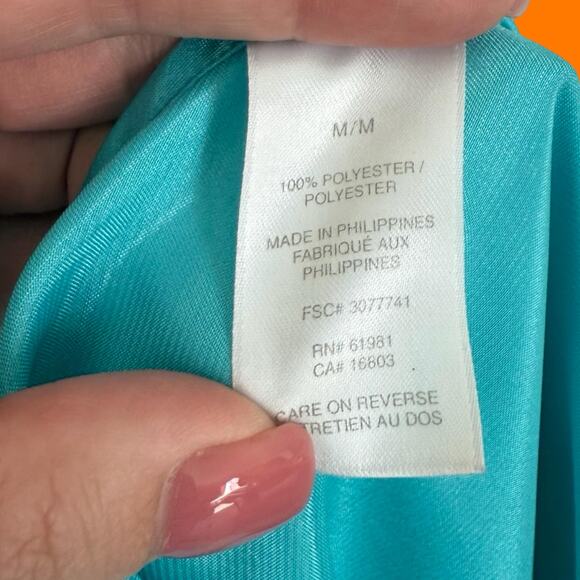 M/M
100% POLYESTER /
POLYESTER
MADE IN PHILIPPINES
FABRIQUÉ AUX
PHILIPPINES
FSC# 3077741
RN# 61981
CA# 16803
CARE ON REVERSE
ENTRETIEN AU DOS